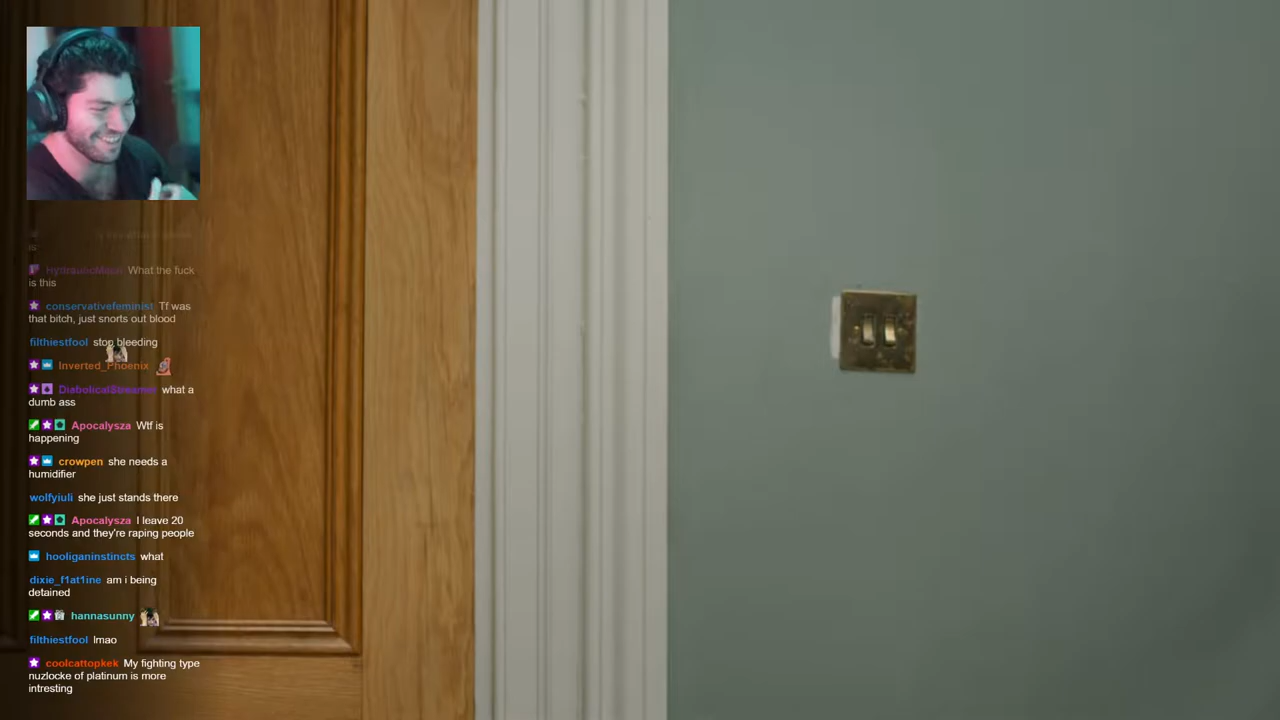 is
HydraulicMaux What the fuck
is this
conservativefeminist Tf was
that bitch, just snorts out blood
filthiestfool stop bleeding
Inverted_Phoenix
DiabolicalStreamer what a
dumb ass
Apocalysza Wtf is
happening
crowpen she needs a
humidifier
wolfyiuli she just stands there
Apocalysza I leave 20
seconds and they're raping people
hooliganinstincts what
dixie_f1at1ine am i being
detained
hannasunny
filthiestfool lmao
coolcattopkek My fighting type
nuzlocke of platinum is more
intresting